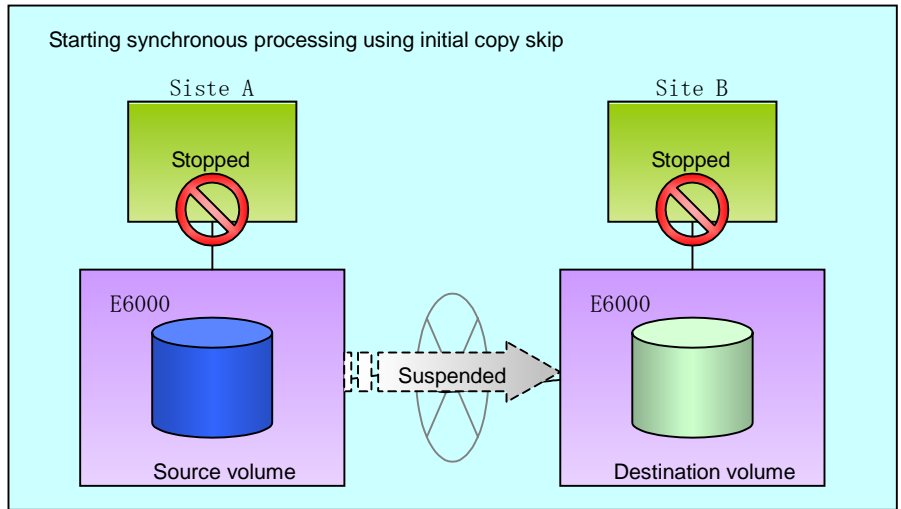 Starting synchronous processing using initial copy skip
Siste A
Site B
Stopped
Stopped
E6000
E6000
Suspended
Source volume
Destination volume